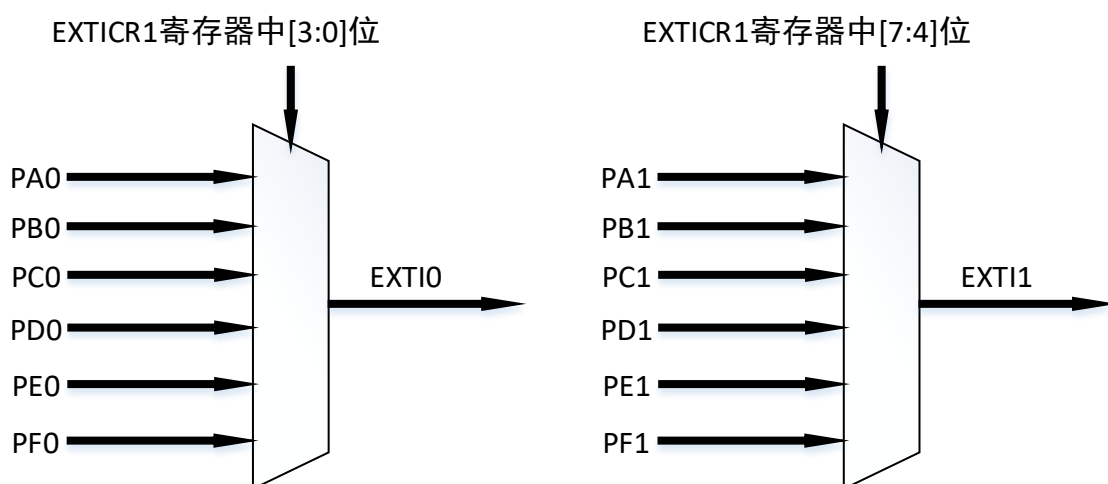 EXTICR1寄存器中[3:0]位
PA0
PB0
PC0
PD0
PE0
PF0
EXTI0
EXTICR1寄存器中[7:4]位
PA1
PB1
PC1
PD1
PE1
PF1
EXTI1